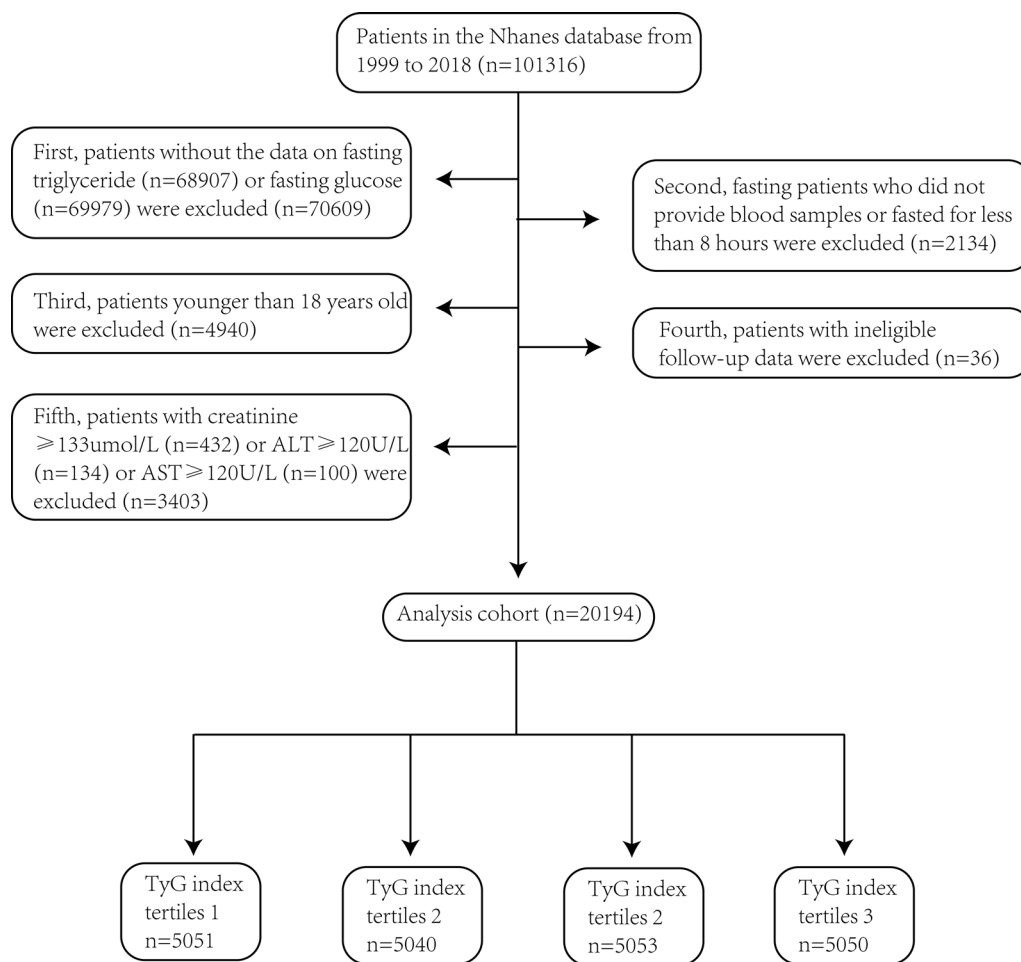 Patients in the Nhanes database from
1999 to 2018 (n=101316)
First, patients without the data on fasting
triglyceride (n=68907) or fasting glucose
(n=69979) were excluded (n=70609)
Second, fasting patients who did not
provide blood samples or fasted for less
than 8 hours were excluded (n=2134)
Third, patients younger than 18 years old
were excluded (n=4940)
Fourth, patients with ineligible
follow-up data were excluded (n=36)
Fifth, patients with creatinine
≥133umol/L (n=432) or ALT≥120U/L
(n=134) or AST≥120U/L (n=100) were
excluded (n=3403)
Analysis cohort (n=20194)
TyG index
tertiles 1
n=5051
TyG index
tertiles 2
n=5040
TyG index
tertiles 2
n=5053
TyG index
tertiles 3
n=5050